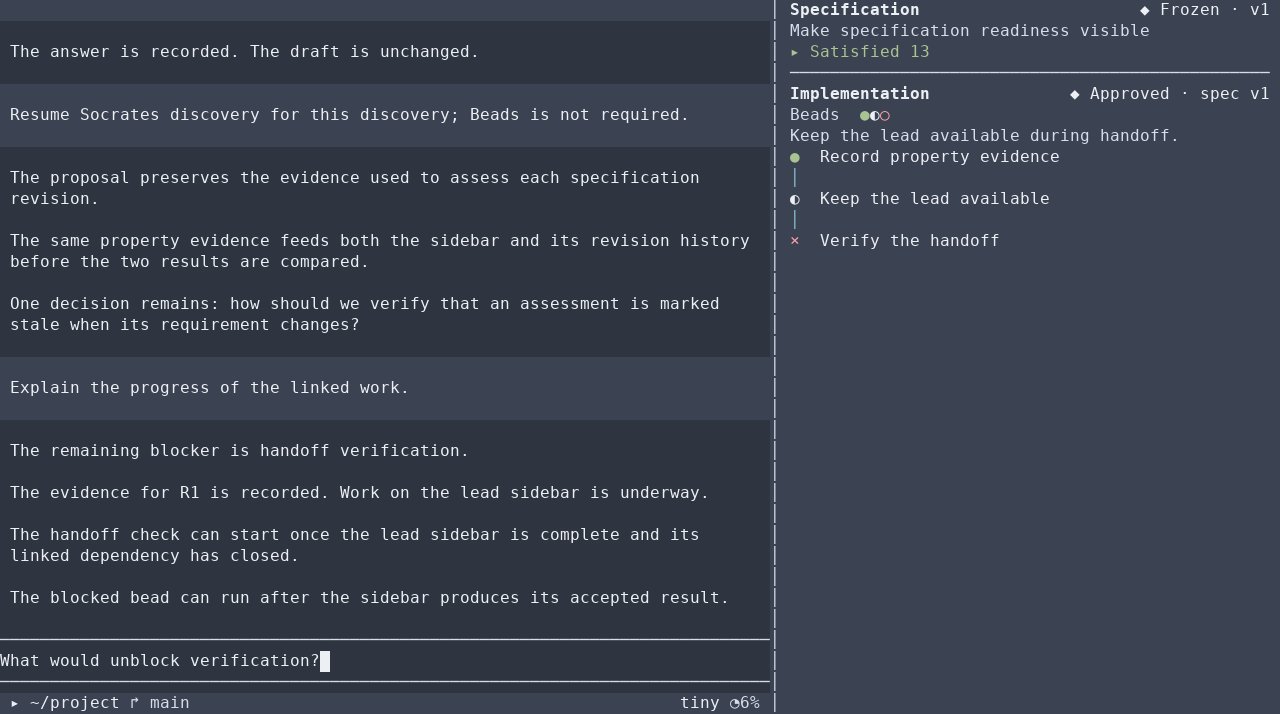 The answer is recorded. The draft is unchanged.
Resume Socrates discovery for this discovery; Beads is not required.
The proposal preserves the evidence used to assess each specification
revision.
The same property evidence feeds both the sidebar and its revision history
before the two results are compared.
One decision remains: how should we verify that an assessment is marked
stale when its requirement changes?
Explain the progress of the linked work.
The remaining blocker is handoff verification.
The evidence for R1 is recorded. Work on the lead sidebar is underway.
The handoff check can start once the lead sidebar is complete and its
linked dependency has closed.
The blocked bead can run after the sidebar produces its accepted result.
What would unblock verification?
▸ ~/project ↱ main tiny ◔6%
Specification ◆ Frozen · v1
Make specification readiness visible
▸ Satisfied 13
Implementation ◆ Approved · spec v1
Beads ●◐○
Keep the lead available during handoff.
● Record property evidence
◐ Keep the lead available
× Verify the handoff